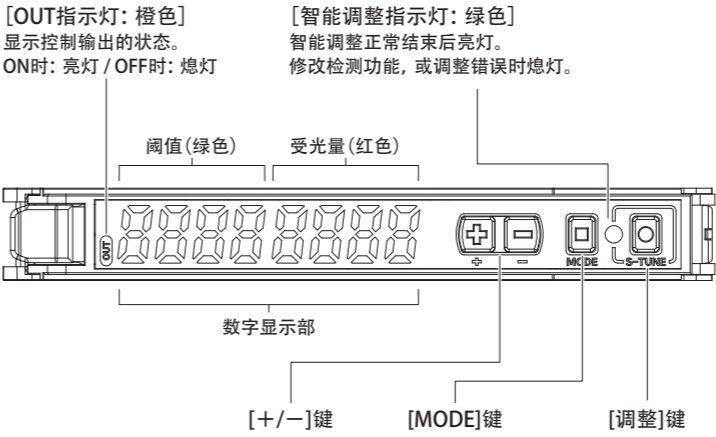 [OUT指示灯: 橙色]
显示控制输出的状态。
ON时: 亮灯 / OFF时: 熄灯
[智能调整指示灯: 绿色]
智能调整正常结束后亮灯。
修改检测功能, 或调整错误时熄灯。
阈值(绿色)
受光量(红色)
8888 8888
OUT
+
−
MODE
S-TUNE
数字显示部
[+/−]键
[MODE]键
[调整]键